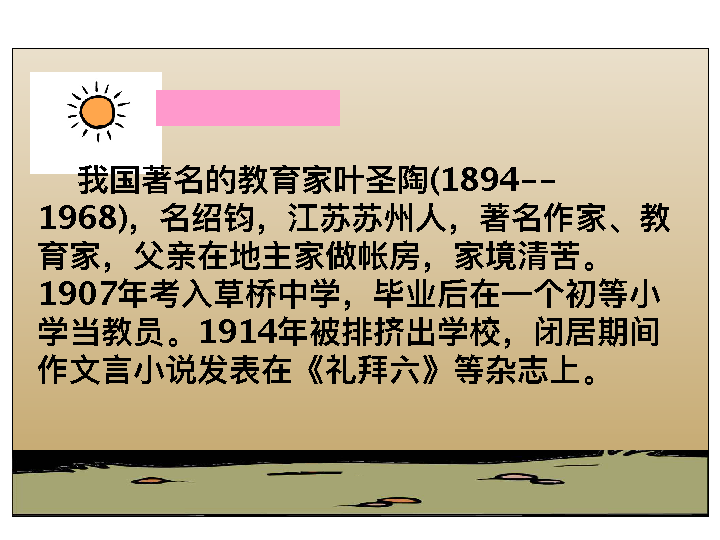 我国著名的教育家叶圣陶(1894--
1968)，名绍钧，江苏苏州人，著名作家、教
育家，父亲在地主家做帐房，家境清苦。
1907年考入草桥中学，毕业后在一个初等小
学当教员。1914年被排挤出学校，闭居期间
作文言小说发表在《礼拜六》等杂志上。